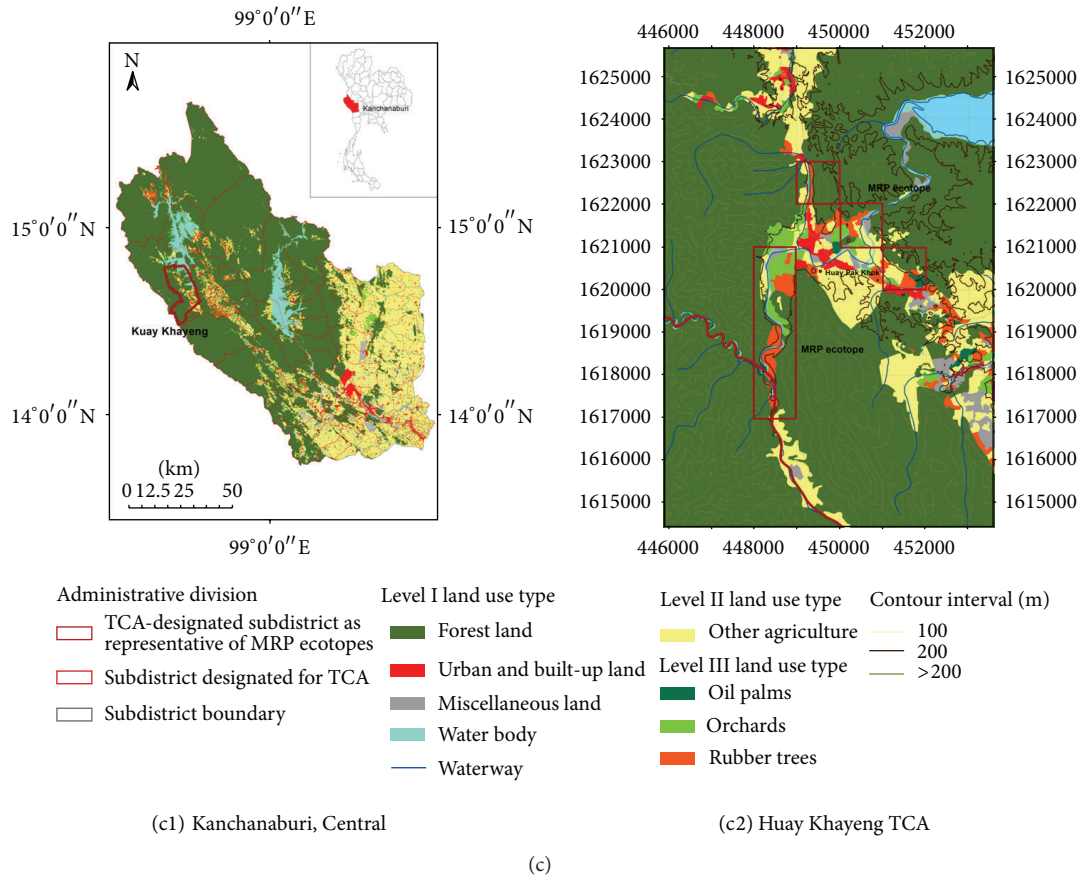 99°0′0″E
N
Kanchanaburi
15°0′0″N
15°0′0″N
Kuay Khayeng
14°0′0″N
14°0′0″N
(km)
0 12.5 25 50
99°0′0″E
446000 448000 450000 452000
1625000 1625000
1624000 1624000
1623000 1623000
MRP ecotope
1622000 1622000
1621000 1621000
Huay Pak Khok
1620000 1620000
1619000 1619000
MRP ecotope
1618000 1618000
1617000 1617000
1616000 1616000
1615000 1615000
446000 448000 450000 452000
Administrative division
TCA-designated subdistrict as
representative of MRP ecotopes
Subdistrict designated for TCA
Subdistrict boundary
Level I land use type
Forest land
Urban and built-up land
Miscellaneous land
Water body
Waterway
Level II land use type
Other agriculture
Level III land use type
Oil palms
Orchards
Rubber trees
Contour interval (m)
100
200
>200
(c1) Kanchanaburi, Central
(c2) Huay Khayeng TCA
(c)